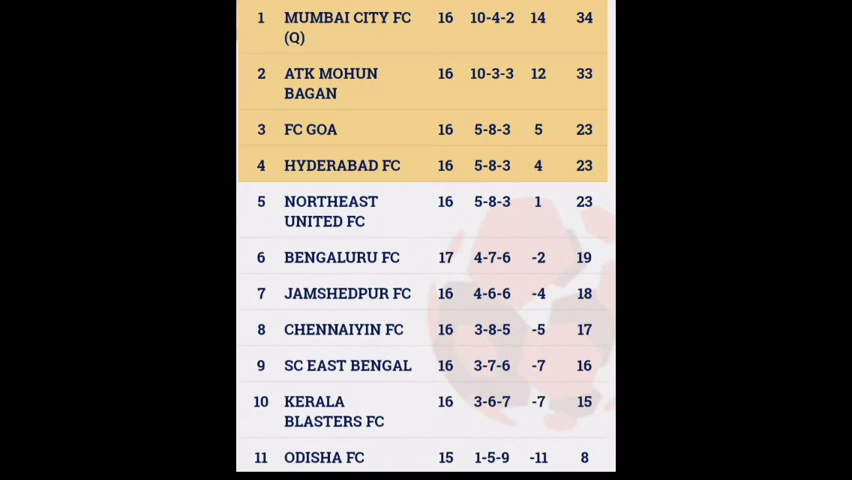 1 MUMBAI CITY FC 16 10-4-2 14 34
(Q)
2 ATK MOHUN 16 10-3-3 12 33
BAGAN
3 FC GOA 16 5-8-3 5 23
4 HYDERABAD FC 16 5-8-3 4 23
5 NORTHEAST 16 5-8-3 1 23
UNITED FC
6 BENGALURU FC 17 4-7-6 -2 19
7 JAMSHEDPUR FC 16 4-6-6 -4 18
8 CHENNAIYIN FC 16 3-8-5 -5 17
9 SC EAST BENGAL 16 3-7-6 -7 16
10 KERALA 16 3-6-7 -7 15
BLASTERS FC
11 ODISHA FC 15 1-5-9 -11 8